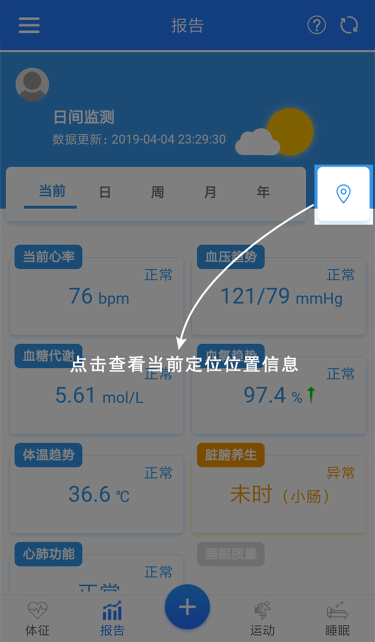 报告
日间监测
数据更新：2019-04-04 23:29:30
当前 日 周 月 年
当前心率 血压趋势
正常 正常
76 bpm 121/79 mmHg
血糖代谢 血氧趋势
点击查看当前定位位置信息
正常 正常
5.61 mol/L 97.4 %
体温趋势 脏腑养生
正常 异常
36.6 ℃ 未时（小肠）
心肺功能 睡眠质量
正常
正常
体征 报告 运动 睡眠